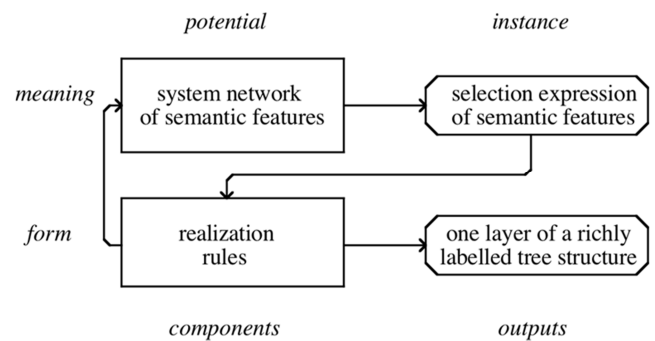 potential
instance
meaning
system network
of semantic features
selection expression
of semantic features
form
realization
rules
one layer of a richly
labelled tree structure
components
outputs